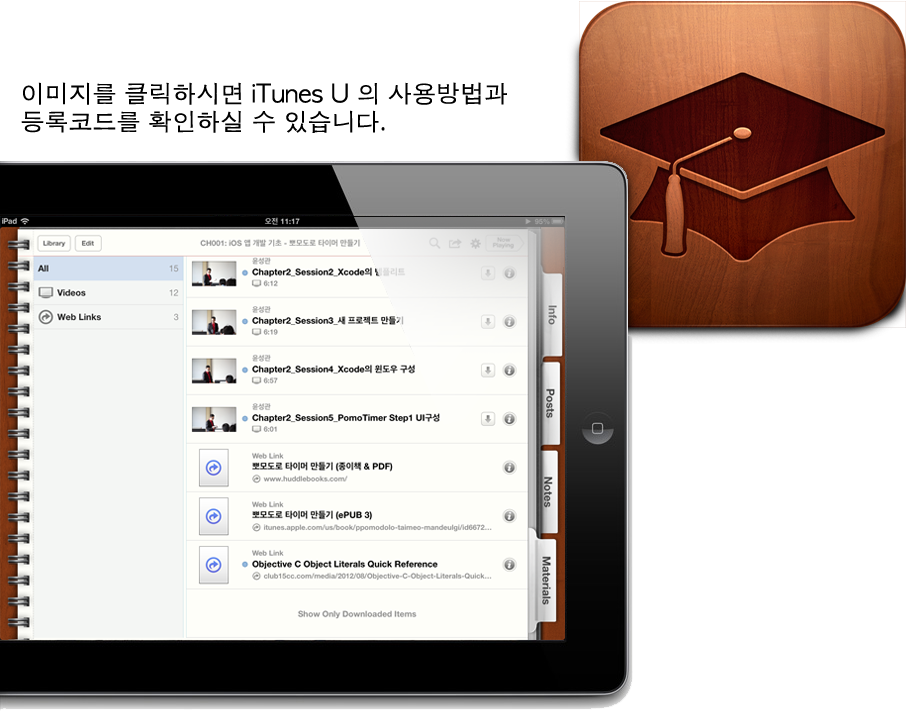 이미지를 클릭하시면 iTunes U 의 사용방법과
등록코드를 확인하실 수 있습니다.
iPad 오전 11:17 98%
Library Edit CH001: iOS 앱 개발 기초 - 뽀모도로 타이머 만들기 Now Playing
All 15
Videos 12
Web Links 3
윤성관
Chapter2_Session2_Xcode의 템플리트
6:12
윤성관
Chapter2_Session3_새 프로젝트 만들기
6:19
윤성관
Chapter2_Session4_Xcode의 윈도우 구성
6:57
윤성관
Chapter2_Session5_PomoTimer Step1 UI구성
6:01
Web Link
뽀모도로 타이머 만들기 (종이책 & PDF)
www.huddlebooks.com/
Web Link
뽀모도로 타이머 만들기 (ePUB 3)
itunes.apple.com/us/book/ppomodolo-taimeo-mandeulgi/id6672...
Web Link
Objective C Object Literals Quick Reference
club15cc.com/media/2012/08/Objective-C-Object-Literals-Quick...
Show Only Downloaded Items
Info
Posts
Notes
Materials